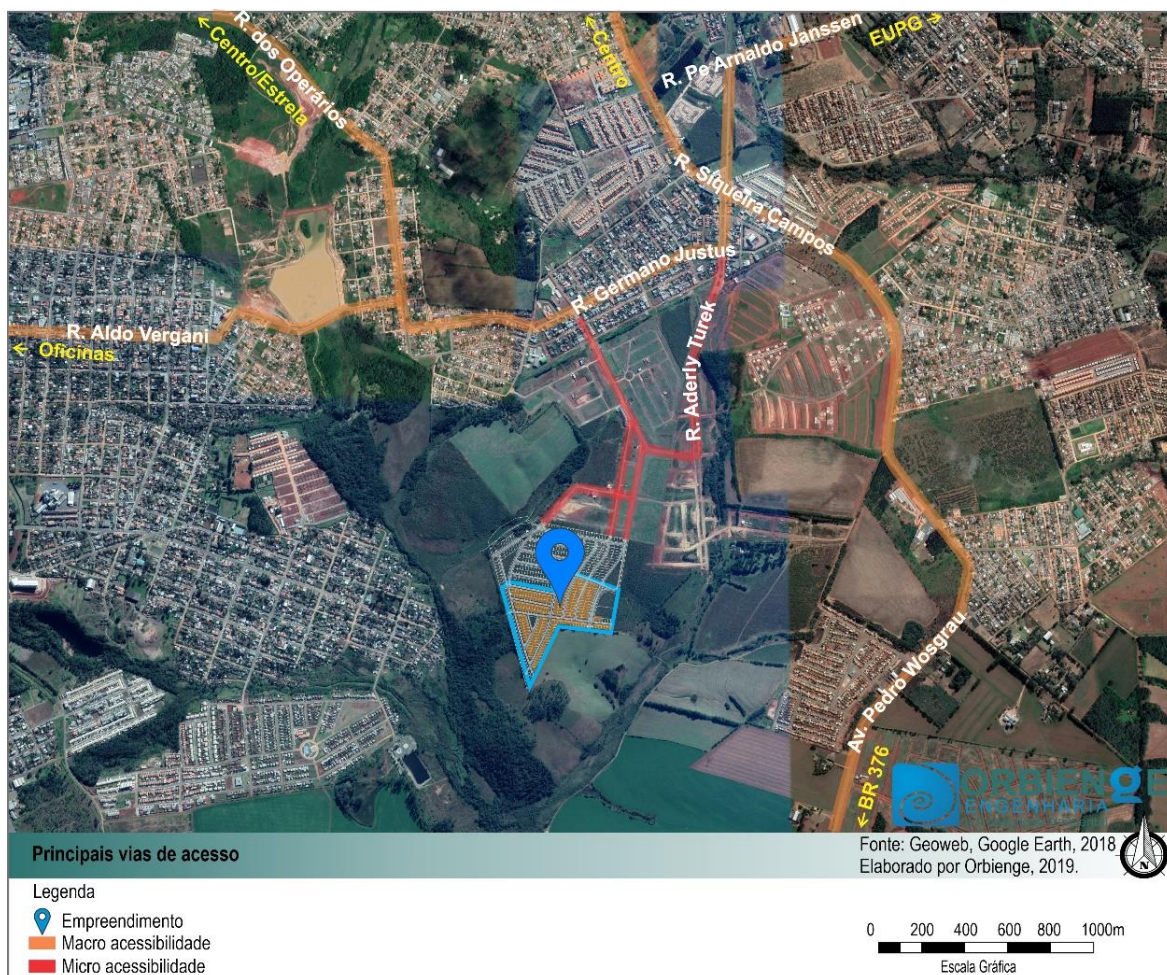 R. dos Operários
← Centro/Estrela
← Centro
R. Pe Arnaldo Janssen
EUPG →
R. Siqueira Campos
R. Germano Justus
R. Aldo Vergani
← Oficinas
R. Aderly Turek
Av. Pedro Wosgrau
← BR 376
ORBIENGE
ENGENHARIA
Principais vias de acesso
Fonte: Geoweb, Google Earth, 2018
Elaborado por Orbienge, 2019.
N
Legenda
Empreendimento
Macro acessibilidade
Micro acessibilidade
0 200 400 600 800 1000m
Escala Gráfica